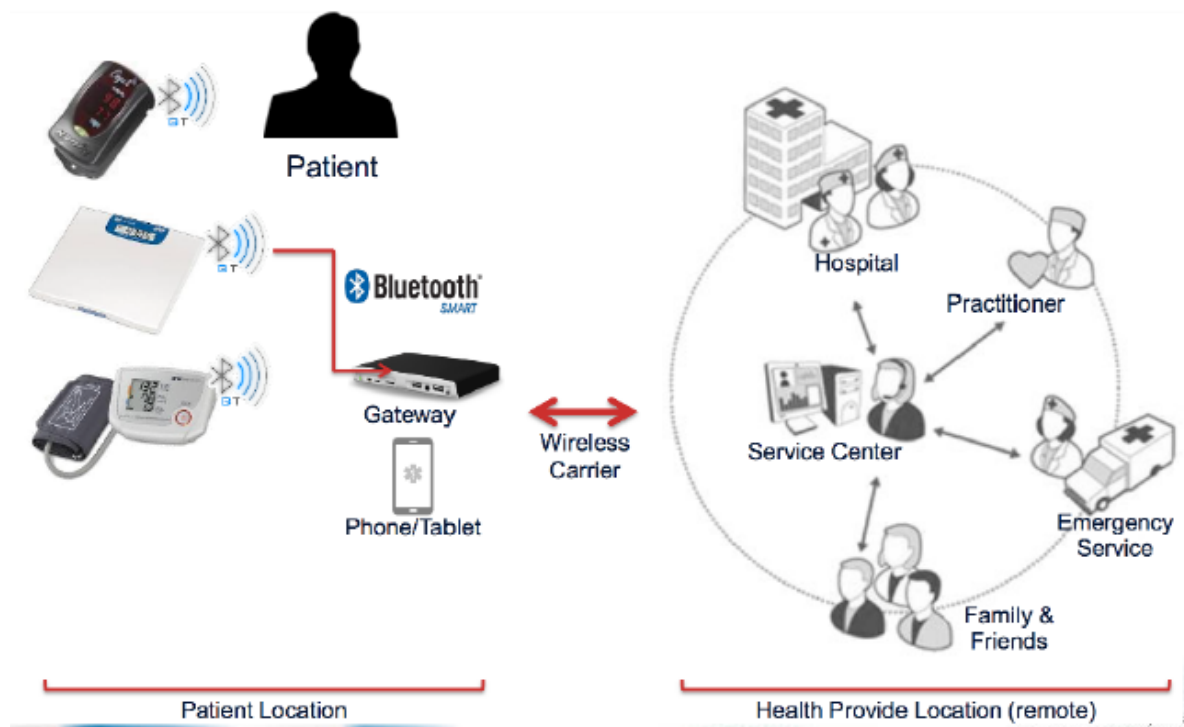 Patient
Bluetooth®
SMART
Gateway
Phone/Tablet
Wireless
Carrier
Hospital
Practitioner
Service Center
Emergency
Service
Family &
Friends
Patient Location
Health Provide Location (remote)